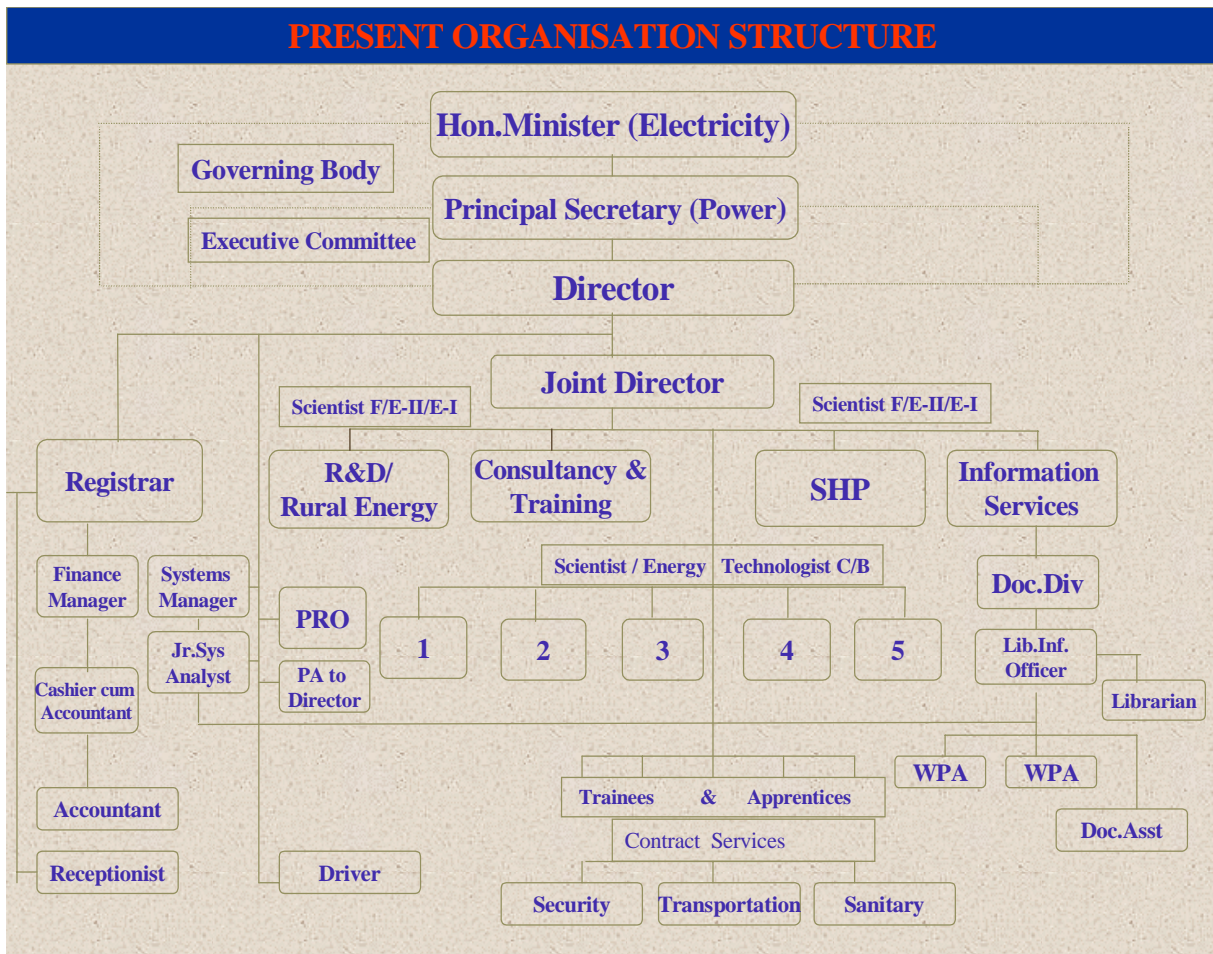 PRESENT ORGANISATION STRUCTURE
Hon.Minister (Electricity)
Governing Body
Principal Secretary (Power)
Executive Committee
Director
Joint Director
Scientist F/E-II/E-I
Scientist F/E-II/E-I
Registrar
R&D/
Rural Energy
Consultancy &
Training
SHP
Information
Services
Finance
Manager
Systems
Manager
Scientist / Energy Technologist C/B
Doc.Div
PRO
1
2
3
4
5
Jr.Sys
Analyst
Lib.Inf.
Officer
PA to
Director
Cashier cum
Accountant
Librarian
WPA
WPA
Trainees & Apprentices
Accountant
Doc.Asst
Contract Services
Receptionist
Driver
Security
Transportation
Sanitary